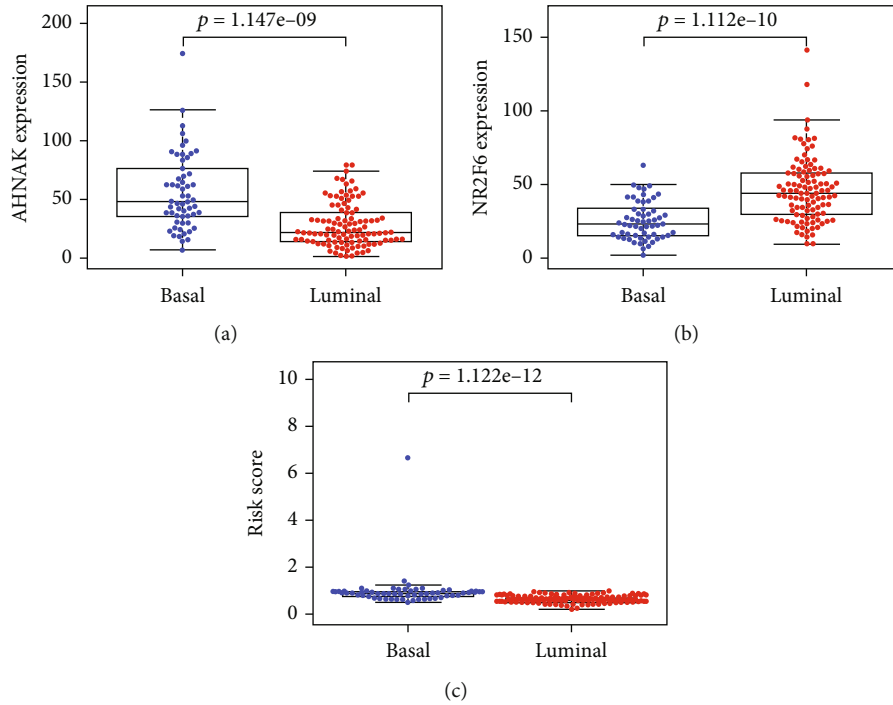 p = 1.147e–09
AHNAK expression
200
150
100
50
0
Basal
Luminal
(a)
p = 1.112e–10
NR2F6 expression
150
100
50
0
Basal
Luminal
(b)
p = 1.122e–12
Risk score
10
8
6
4
2
0
Basal
Luminal
(c)